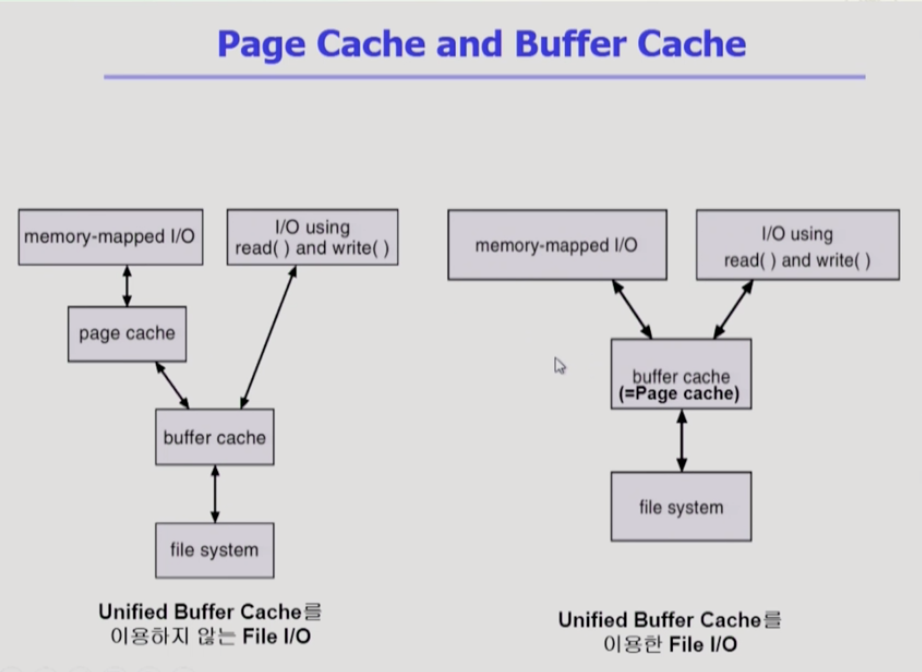 Page Cache and Buffer Cache
memory-mapped I/O
I/O using
read( ) and write( )
page cache
buffer cache
file system
Unified Buffer Cache를
이용하지 않는 File I/O
memory-mapped I/O
I/O using
read( ) and write( )
buffer cache
(=Page cache)
file system
Unified Buffer Cache를
이용한 File I/O